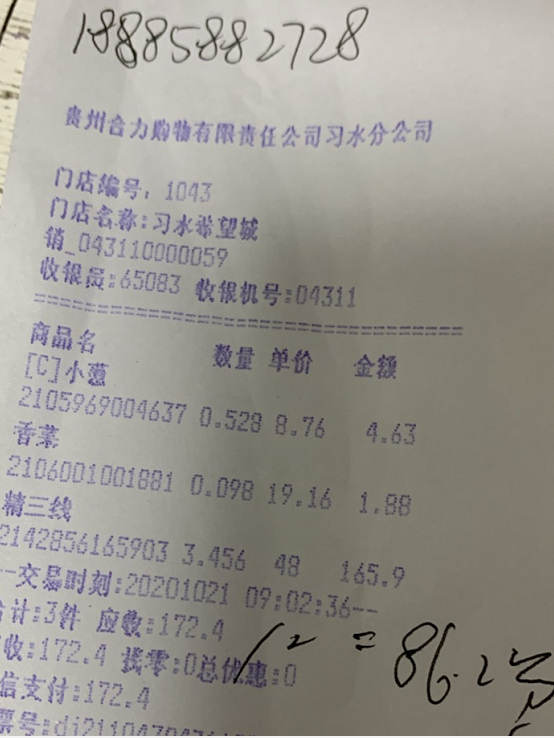 18885882728
贵州合力购物有限责任公司习水分公司
门店编号: 1043
门店名称:习水希望城
销_043110000059
收银员:65083 收银机号:04311
商品名 数量 单价 金额
[C]小葱
2105969004637 0.528 8.76 4.63
香菜
2106001001881 0.098 19.16 1.88
精三线
2142856165903 3.456 48 165.9
--交易时刻:20201021 09:02:36--
计:3件 应收:172.4
收:172.4 找零:0总优惠:0
信支付:172.4
票号:
= 86.2